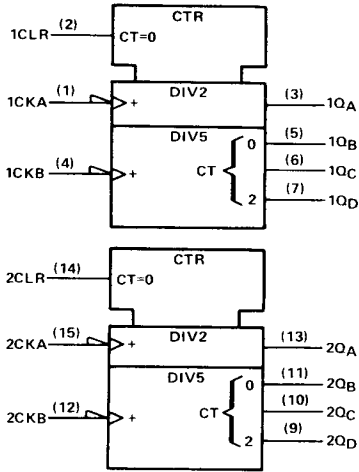 CTR
1CLR (2) CT=0
DIV2
1CKA (1) + (3) 1QA
DIV5
0 (5) 1QB
1CKB (4) + CT (6) 1QC
2 (7) 1QD
CTR
2CLR (14) CT=0
DIV2
2CKA (15) + (13) 2QA
DIV5
0 (11) 2QB
2CKB (12) + CT (10) 2QC
2 (9) 2QD